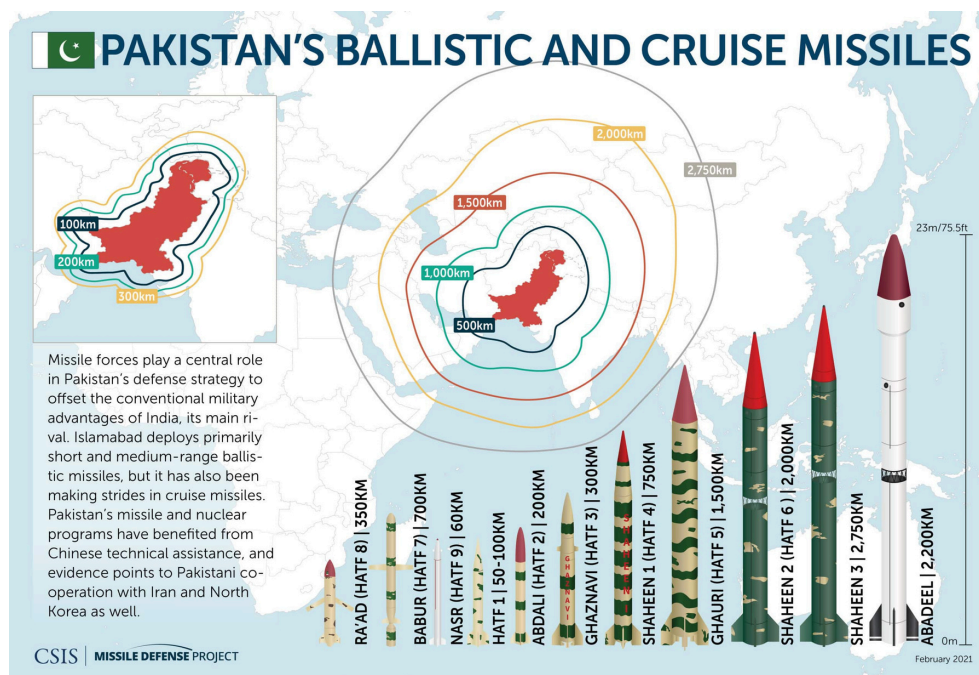 PAKISTAN'S BALLISTIC AND CRUISE MISSILES
100km
200km
300km
2,000km
2,750km
1,500km
1,000km
500km
23m/75.5ft
0m
Missile forces play a central role
in Pakistan's defense strategy to
offset the conventional military
advantages of India, its main ri-
val. Islamabad deploys primarily
short and medium-range ballis-
tic missiles, but it has also been
making strides in cruise missiles.
Pakistan's missile and nuclear
programs have benefited from
Chinese technical assistance, and
evidence points to Pakistani co-
operation with Iran and North
Korea as well.
RA'AD (HATF 8) | 350KM
BABUR (HATF 7) | 700KM
NASR (HATF 9) | 60KM
HATF 1 | 50-100KM
ABDALI (HATF 2) | 200KM
GHAZNAVI
GHAZNAVI (HATF 3) | 300KM
SHAHEEN I
SHAHEEN 1 (HATF 4) | 750KM
GHAURI (HATF 5) | 1,500KM
SHAHEEN 2 (HATF 6) | 2,000KM
SHAHEEN 3 | 2,750KM
ABADEEL | 2,200KM
CSIS | MISSILE DEFENSE PROJECT
February 2021